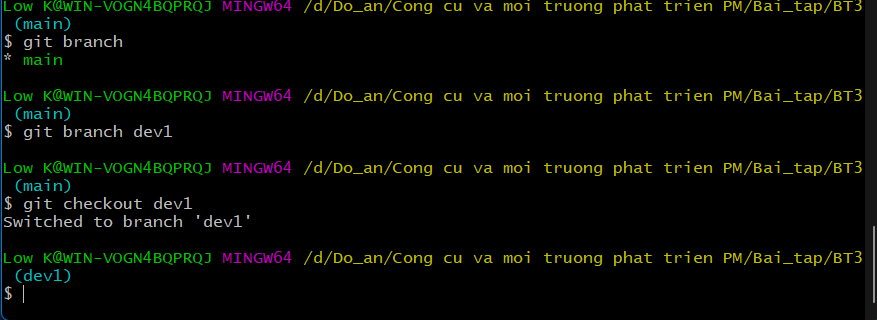 Low K@WIN-VOGN4BQPRQJ MINGW64 /d/Do_an/Cong cu va moi truong phat trien PM/Bai_tap/BT3
(main)
$ git branch
* main
Low K@WIN-VOGN4BQPRQJ MINGW64 /d/Do_an/Cong cu va moi truong phat trien PM/Bai_tap/BT3
(main)
$ git branch dev1
Low K@WIN-VOGN4BQPRQJ MINGW64 /d/Do_an/Cong cu va moi truong phat trien PM/Bai_tap/BT3
(main)
$ git checkout dev1
Switched to branch 'dev1'
Low K@WIN-VOGN4BQPRQJ MINGW64 /d/Do_an/Cong cu va moi truong phat trien PM/Bai_tap/BT3
(dev1)
$